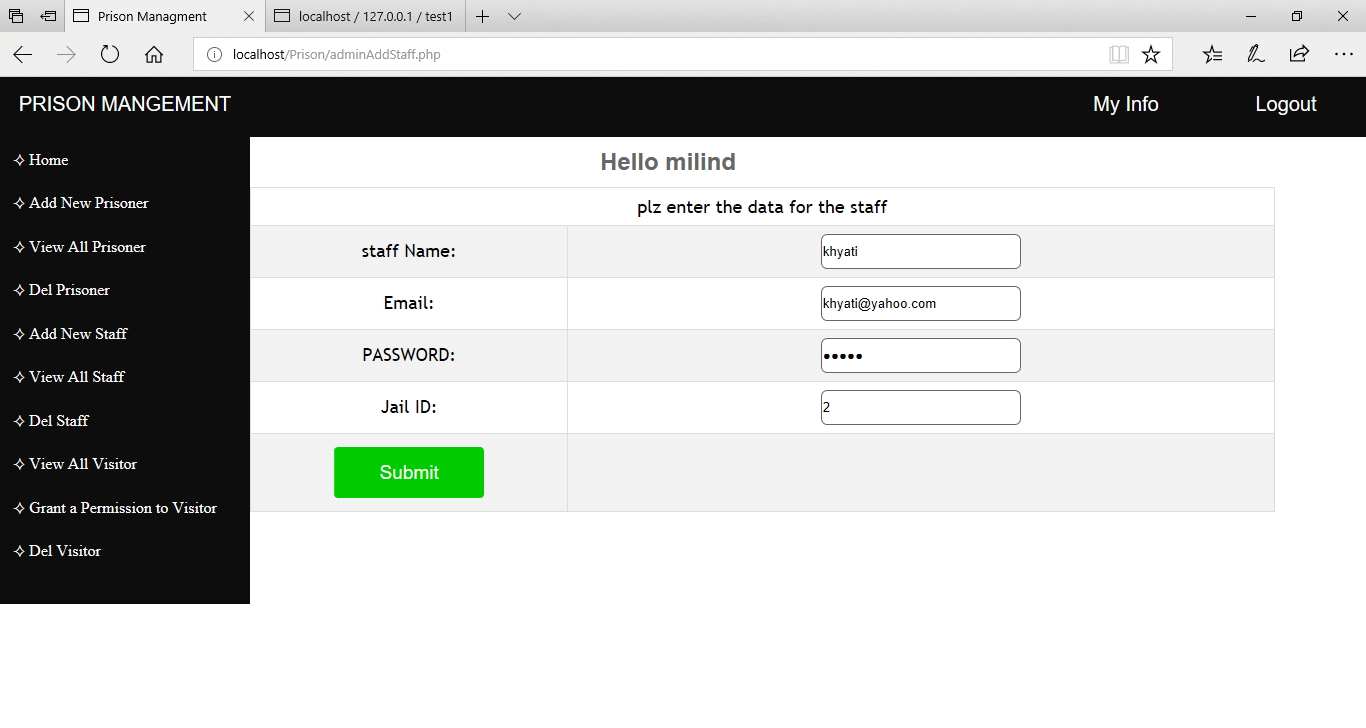 Prison Managment
localhost / 127.0.0.1 / test1
localhost/Prison/adminAddStaff.php
PRISON MANGEMENT
My Info
Logout
Home
Add New Prisoner
View All Prisoner
Del Prisoner
Add New Staff
View All Staff
Del Staff
View All Visitor
Grant a Permission to Visitor
Del Visitor
Hello milind
plz enter the data for the staff
staff Name: khyati
Email: khyati@yahoo.com
PASSWORD: •••••
Jail ID: 2
Submit